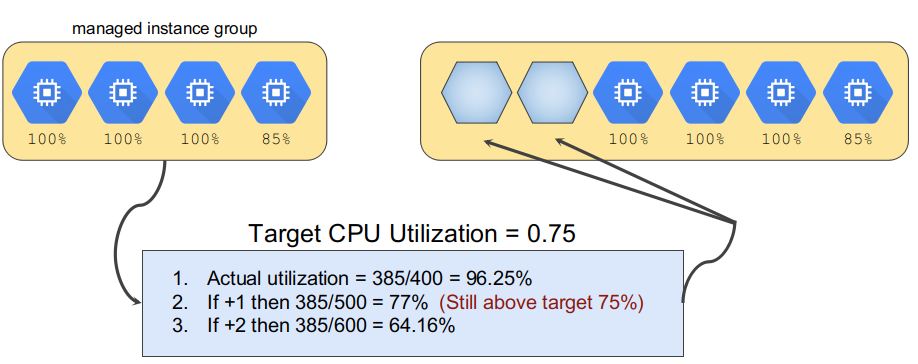 managed instance group
100% 100% 100% 85%
100% 100% 100% 85%
Target CPU Utilization = 0.75
1. Actual utilization = 385/400 = 96.25%
2. If +1 then 385/500 = 77% (Still above target 75%)
3. If +2 then 385/600 = 64.16%